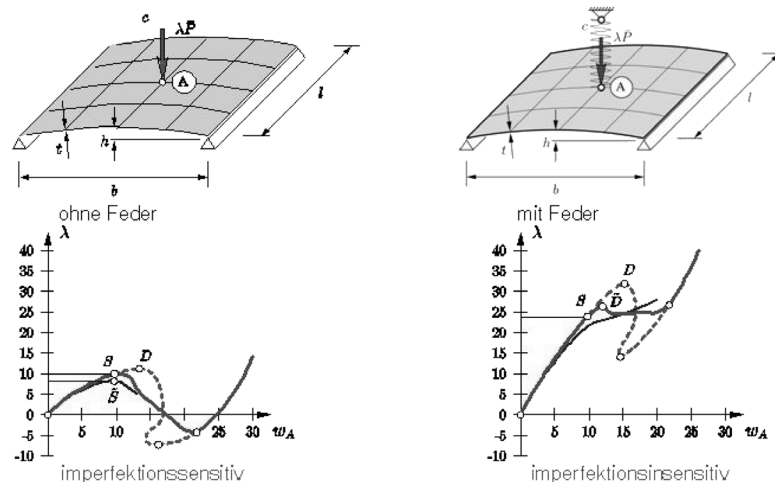 c
λP̄
A
l
t
h
b
ohne Feder
c
λP̄
A
l
t
h
b
mit Feder
λ
40
35
30
25
20
15
10
5
0
-5
-10
S
D
S̃
5
10
15
25
30
w_A
imperfektionssensitiv
λ
40
35
30
25
20
15
10
5
0
-5
-10
S
D̃
D
5
10
15
20
25
30
w_A
imperfektionsinsensitiv